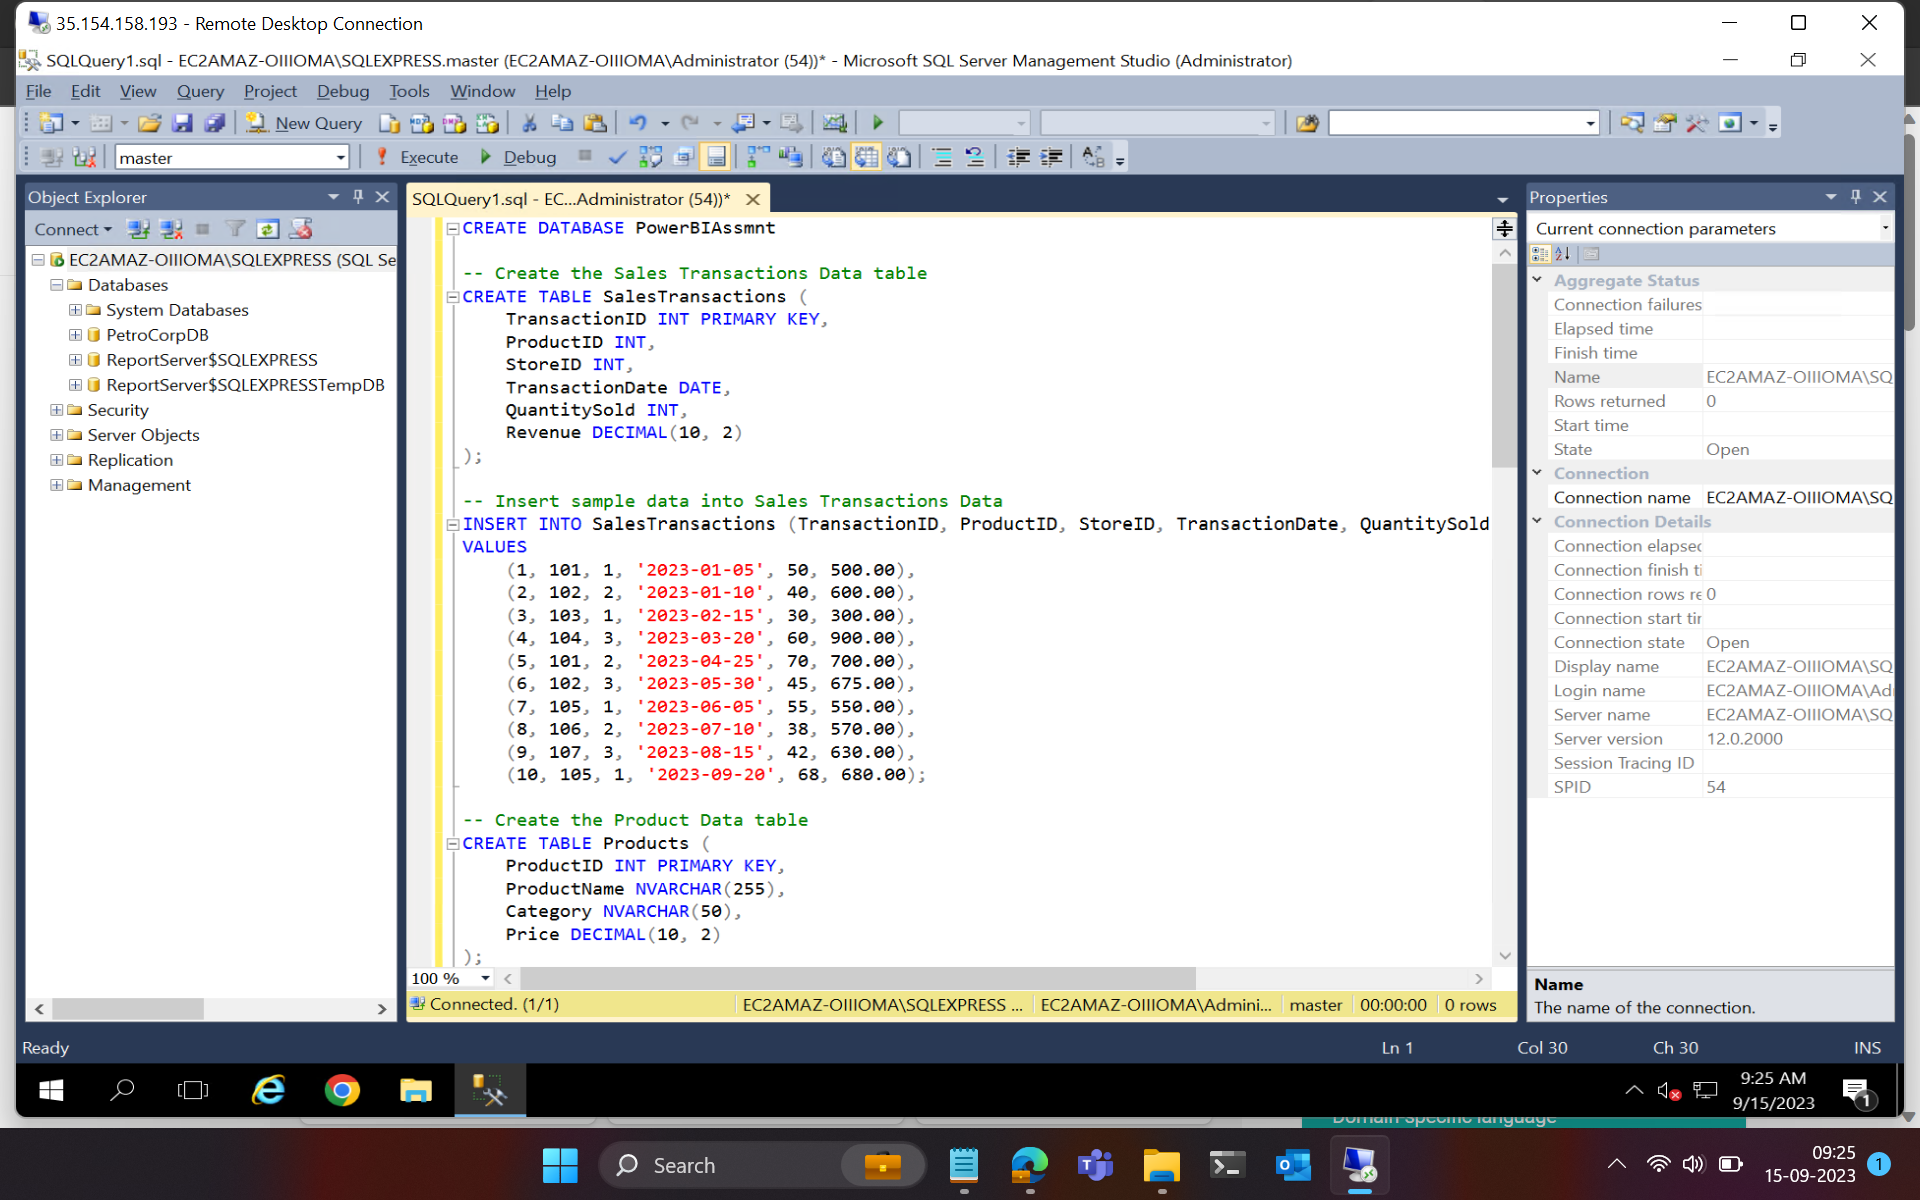 35.154.158.193 - Remote Desktop Connection
SQLQuery1.sql - EC2AMAZ-OIIIOMA\SQLEXPRESS.master (EC2AMAZ-OIIIOMA\Administrator (54))* - Microsoft SQL Server Management Studio (Administrator)
File Edit View Query Project Debug Tools Window Help
New Query
master Execute Debug
Object Explorer
Connect
EC2AMAZ-OIIIOMA\SQLEXPRESS (SQL Se
Databases
System Databases
PetroCorpDB
ReportServer$SQLEXPRESS
ReportServer$SQLEXPRESSTempDB
Security
Server Objects
Replication
Management
SQLQuery1.sql - EC...Administrator (54))*
CREATE DATABASE PowerBIAssmnt
-- Create the Sales Transactions Data table
CREATE TABLE SalesTransactions (
TransactionID INT PRIMARY KEY,
ProductID INT,
StoreID INT,
TransactionDate DATE,
QuantitySold INT,
Revenue DECIMAL(10, 2)
);
-- Insert sample data into Sales Transactions Data
INSERT INTO SalesTransactions (TransactionID, ProductID, StoreID, TransactionDate, QuantitySold
VALUES
(1, 101, 1, '2023-01-05', 50, 500.00),
(2, 102, 2, '2023-01-10', 40, 600.00),
(3, 103, 1, '2023-02-15', 30, 300.00),
(4, 104, 3, '2023-03-20', 60, 900.00),
(5, 101, 2, '2023-04-25', 70, 700.00),
(6, 102, 3, '2023-05-30', 45, 675.00),
(7, 105, 1, '2023-06-05', 55, 550.00),
(8, 106, 2, '2023-07-10', 38, 570.00),
(9, 107, 3, '2023-08-15', 42, 630.00),
(10, 105, 1, '2023-09-20', 68, 680.00);
-- Create the Product Data table
CREATE TABLE Products (
ProductID INT PRIMARY KEY,
ProductName NVARCHAR(255),
Category NVARCHAR(50),
Price DECIMAL(10, 2)
);
100 %
Connected. (1/1) EC2AMAZ-OIIIOMA\SQLEXPRESS ... EC2AMAZ-OIIIOMA\Admini... master 00:00:00 0 rows
Properties
Current connection parameters
Aggregate Status
Connection failures
Elapsed time
Finish time
Name EC2AMAZ-OIIIOMA\SQ
Rows returned 0
Start time
State Open
Connection
Connection name EC2AMAZ-OIIIOMA\SQ
Connection Details
Connection elapsed
Connection finish ti
Connection rows re 0
Connection start tir
Connection state Open
Display name EC2AMAZ-OIIIOMA\SQ
Login name EC2AMAZ-OIIIOMA\Ad
Server name EC2AMAZ-OIIIOMA\SQ
Server version 12.0.2000
Session Tracing ID
SPID 54
Name
The name of the connection.
Ready Ln 1 Col 30 Ch 30 INS
9:25 AM
9/15/2023
1
Domain specific language
Search
09:25
15-09-2023
1